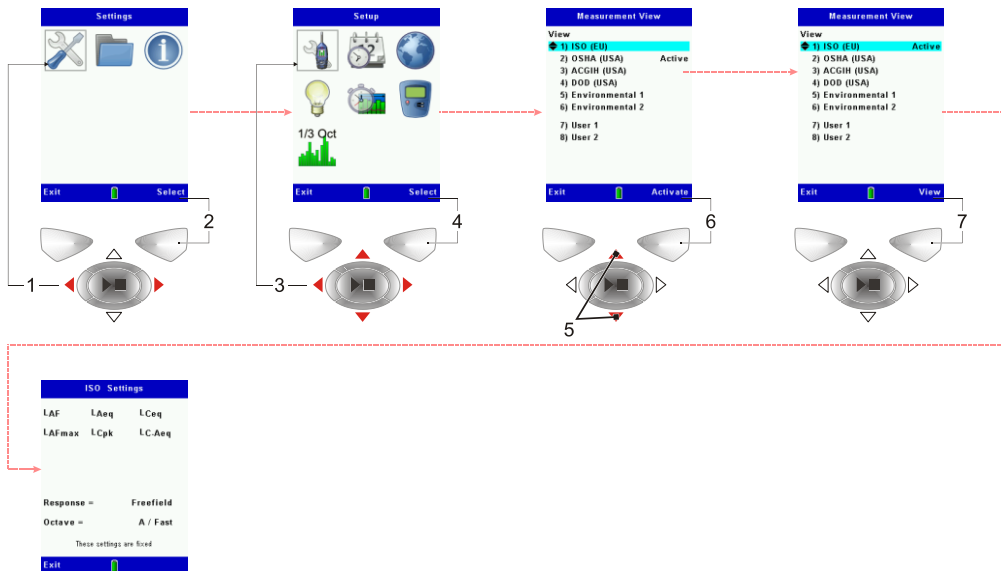 Settings
Exit Select
2
1
Setup
1/3 Oct
Exit Select
4
3
Measurement View
View
1) ISO (EU)
2) OSHA (USA) Active
3) ACGIH (USA)
4) DOD (USA)
5) Environmental 1
6) Environmental 2
7) User 1
8) User 2
Exit Activate
6
5
Measurement View
View
1) ISO (EU) Active
2) OSHA (USA)
3) ACGIH (USA)
4) DOD (USA)
5) Environmental 1
6) Environmental 2
7) User 1
8) User 2
Exit View
7
ISO Settings
LAF LAeq LCeq
LAFmax LCpk LC-Aeq
Response = Freefield
Octave = A / Fast
These settings are fixed
Exit